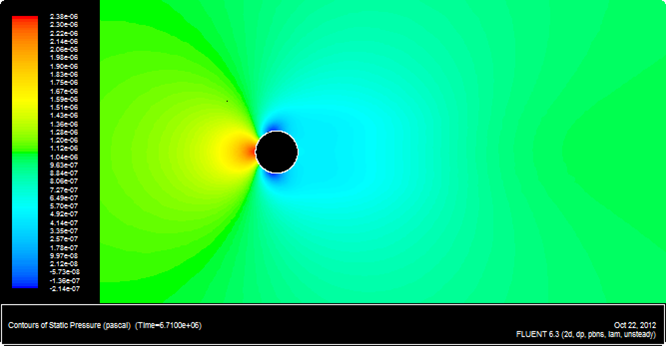 2.38e-06
2.30e-06
2.22e-06
2.14e-06
2.06e-06
1.98e-06
1.90e-06
1.83e-06
1.75e-06
1.67e-06
1.59e-06
1.51e-06
1.43e-06
1.36e-06
1.28e-06
1.20e-06
1.12e-06
1.04e-06
9.63e-07
8.84e-07
8.06e-07
7.27e-07
6.49e-07
5.70e-07
4.92e-07
4.14e-07
3.35e-07
2.57e-07
1.78e-07
9.97e-08
2.12e-08
-5.73e-08
-1.36e-07
-2.14e-07
Contours of Static Pressure (pascal) (Time=6.7100e+06)
Oct 22, 2012
FLUENT 6.3 (2d, dp, pbns, lam, unsteady)